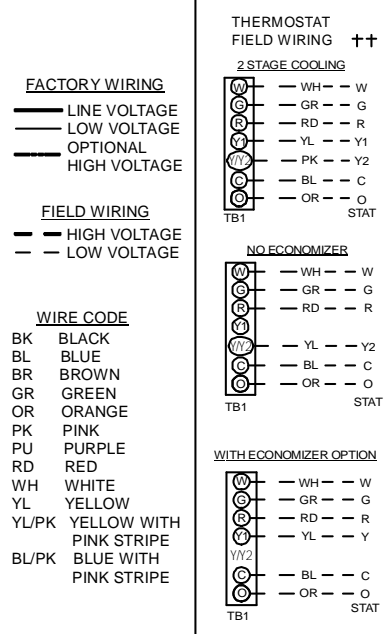 FACTORY WIRING
LINE VOLTAGE
LOW VOLTAGE
OPTIONAL
HIGH VOLTAGE
FIELD WIRING
HIGH VOLTAGE
LOW VOLTAGE
WIRE CODE
BK BLACK
BL BLUE
BR BROWN
GR GREEN
OR ORANGE
PK PINK
PU PURPLE
RD RED
WH WHITE
YL YELLOW
YL/PK YELLOW WITH
PINK STRIPE
BL/PK BLUE WITH
PINK STRIPE
THERMOSTAT
FIELD WIRING ††
2 STAGE COOLING
W WH W
G GR G
R RD R
Y1 YL Y1
Y/Y2 PK Y2
C BL C
O OR O
TB1 STAT
NO ECONOMIZER
W WH W
G GR G
R RD R
Y1
Y/Y2 YL Y2
C BL C
O OR O
TB1 STAT
WITH ECONOMIZER OPTION
W WH W
G GR G
R RD R
Y1 YL Y
Y/Y2
C BL C
O OR O
TB1 STAT